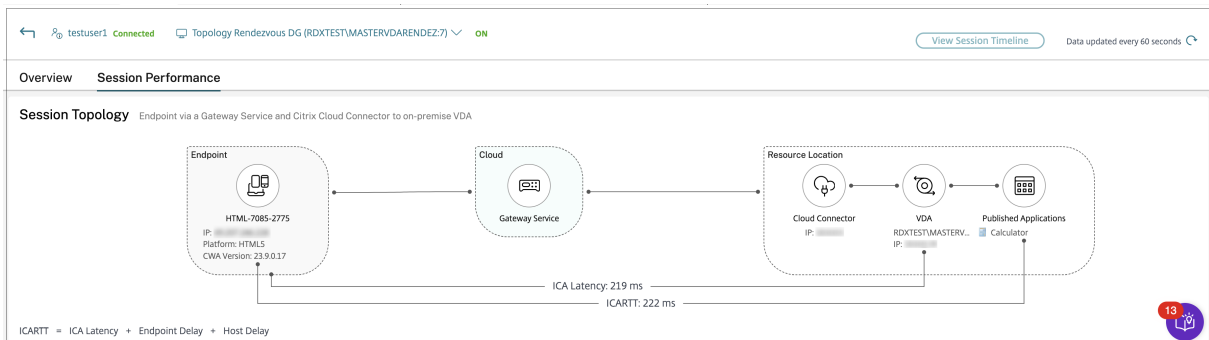 testuser1 Connected Topology Rendezvous DG (RDXTEST\MASTERVDARENDEZ:7) ON
View Session Timeline Data updated every 60 seconds
Overview Session Performance
Session Topology Endpoint via a Gateway Service and Citrix Cloud Connector to on-premise VDA
Endpoint
HTML-7085-2775
IP:
Platform: HTML5
CWA Version: 23.9.0.17
Cloud
Gateway Service
Resource Location
Cloud Connector
IP:
VDA
RDXTEST\MASTERV...
IP:
Published Applications
Calculator
ICA Latency: 219 ms
ICARTT: 222 ms
ICARTT = ICA Latency + Endpoint Delay + Host Delay
13